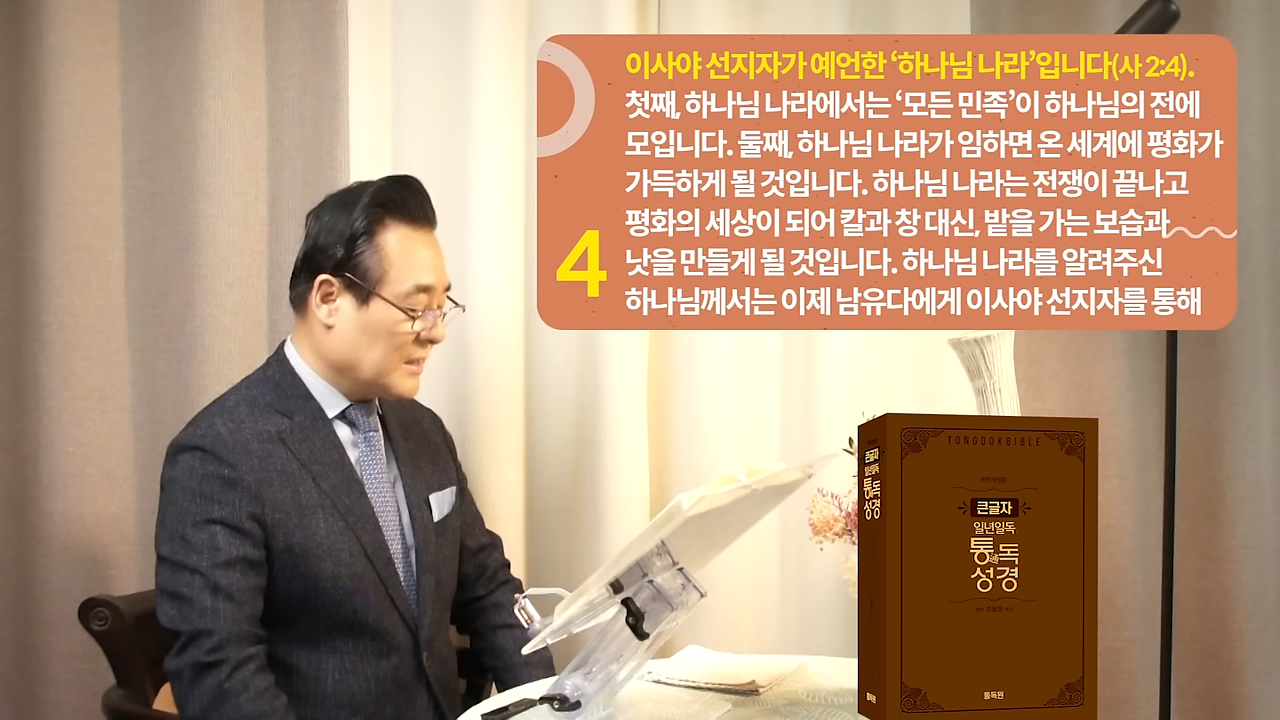 이사야 선지자가 예언한 ‘하나님 나라’입니다(사 2:4).
첫째, 하나님 나라에서는 ‘모든 민족’이 하나님의 전에
모입니다. 둘째, 하나님 나라가 임하면 온 세계에 평화가
가득하게 될 것입니다. 하나님 나라는 전쟁이 끝나고
평화의 세상이 되어 칼과 창 대신, 밭을 가는 보습과
낫을 만들게 될 것입니다. 하나님 나라를 알려주신
하나님께서는 이제 남유다에게 이사야 선지자를 통해
4
TONGDOKBIBLE
큰글자
일년일독
통독
성경
통독원
큰글자
일년일독
통독
성경
통독원